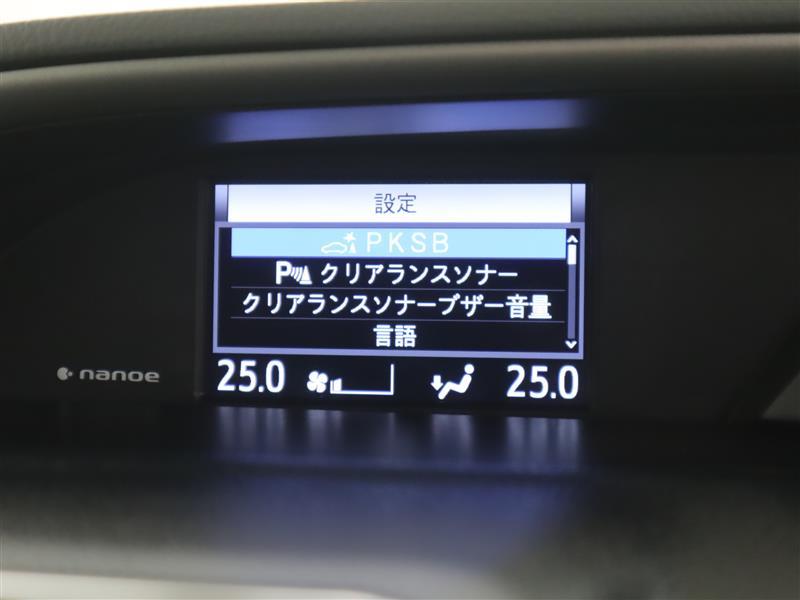 設定
PKSB
P クリアランスソナー
クリアランスソナーブザー音量
言語
nanoe
25.0 25.0